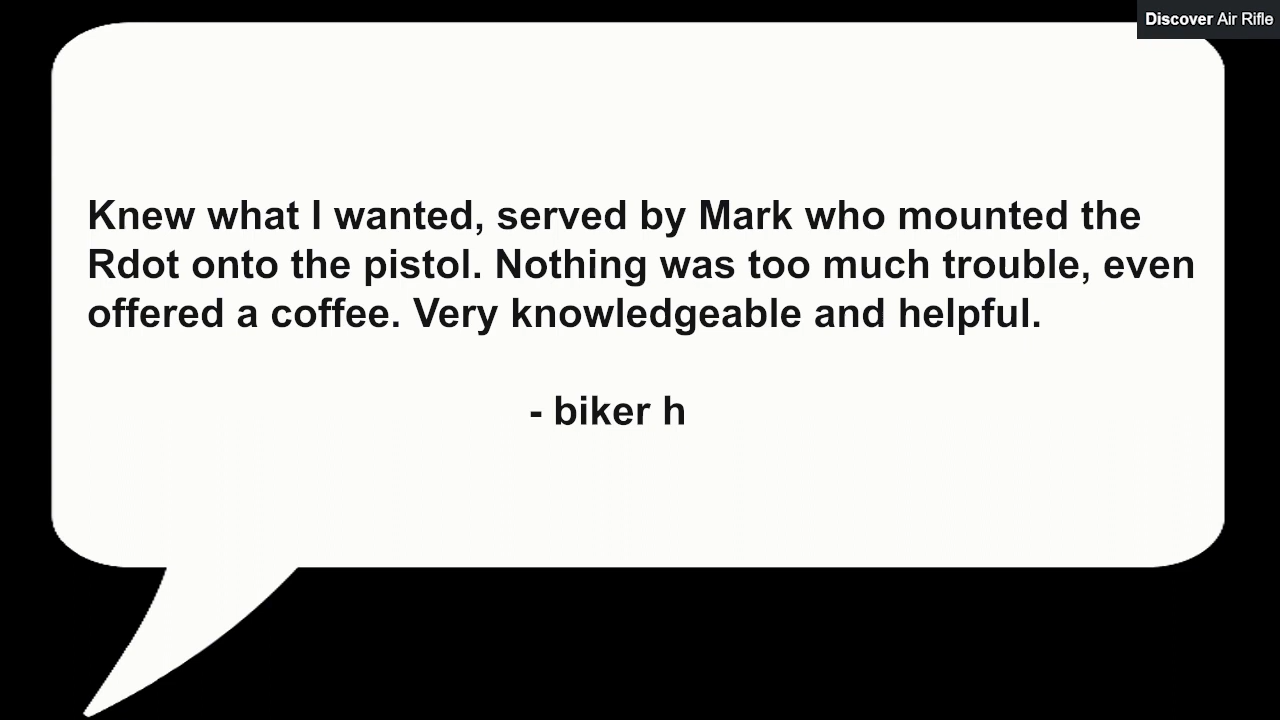 Discover Air Rifle
Knew what I wanted, served by Mark who mounted the
Rdot onto the pistol. Nothing was too much trouble, even
offered a coffee. Very knowledgeable and helpful.
- biker h